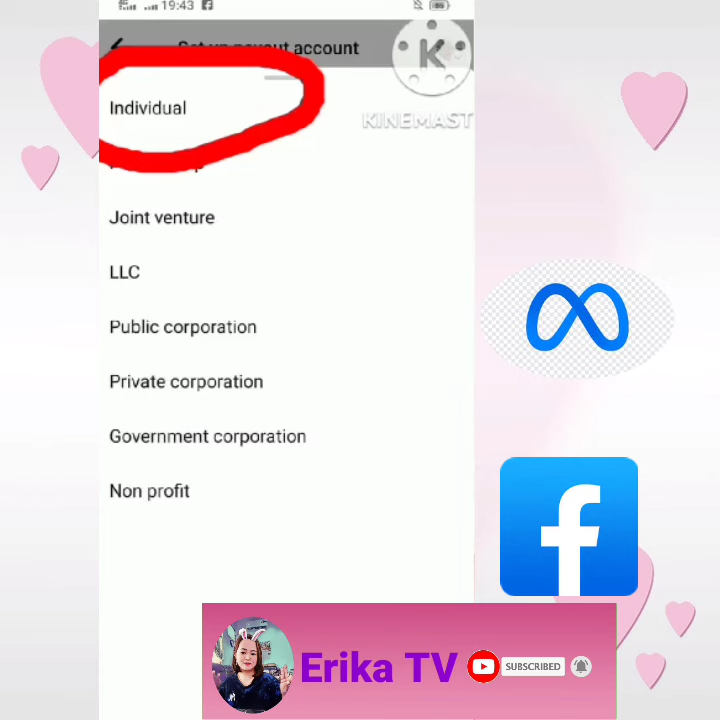 19:43
Set up payout account
KINEMAST
Individual
Joint venture
LLC
Public corporation
Private corporation
Government corporation
Non profit
Erika TV
SUBSCRIBED